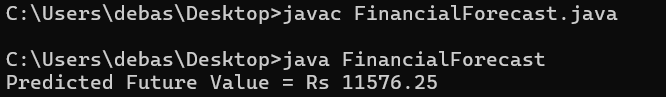 C:\Users\debas\Desktop>javac FinancialForecast.java
C:\Users\debas\Desktop>java FinancialForecast
Predicted Future Value = Rs 11576.25